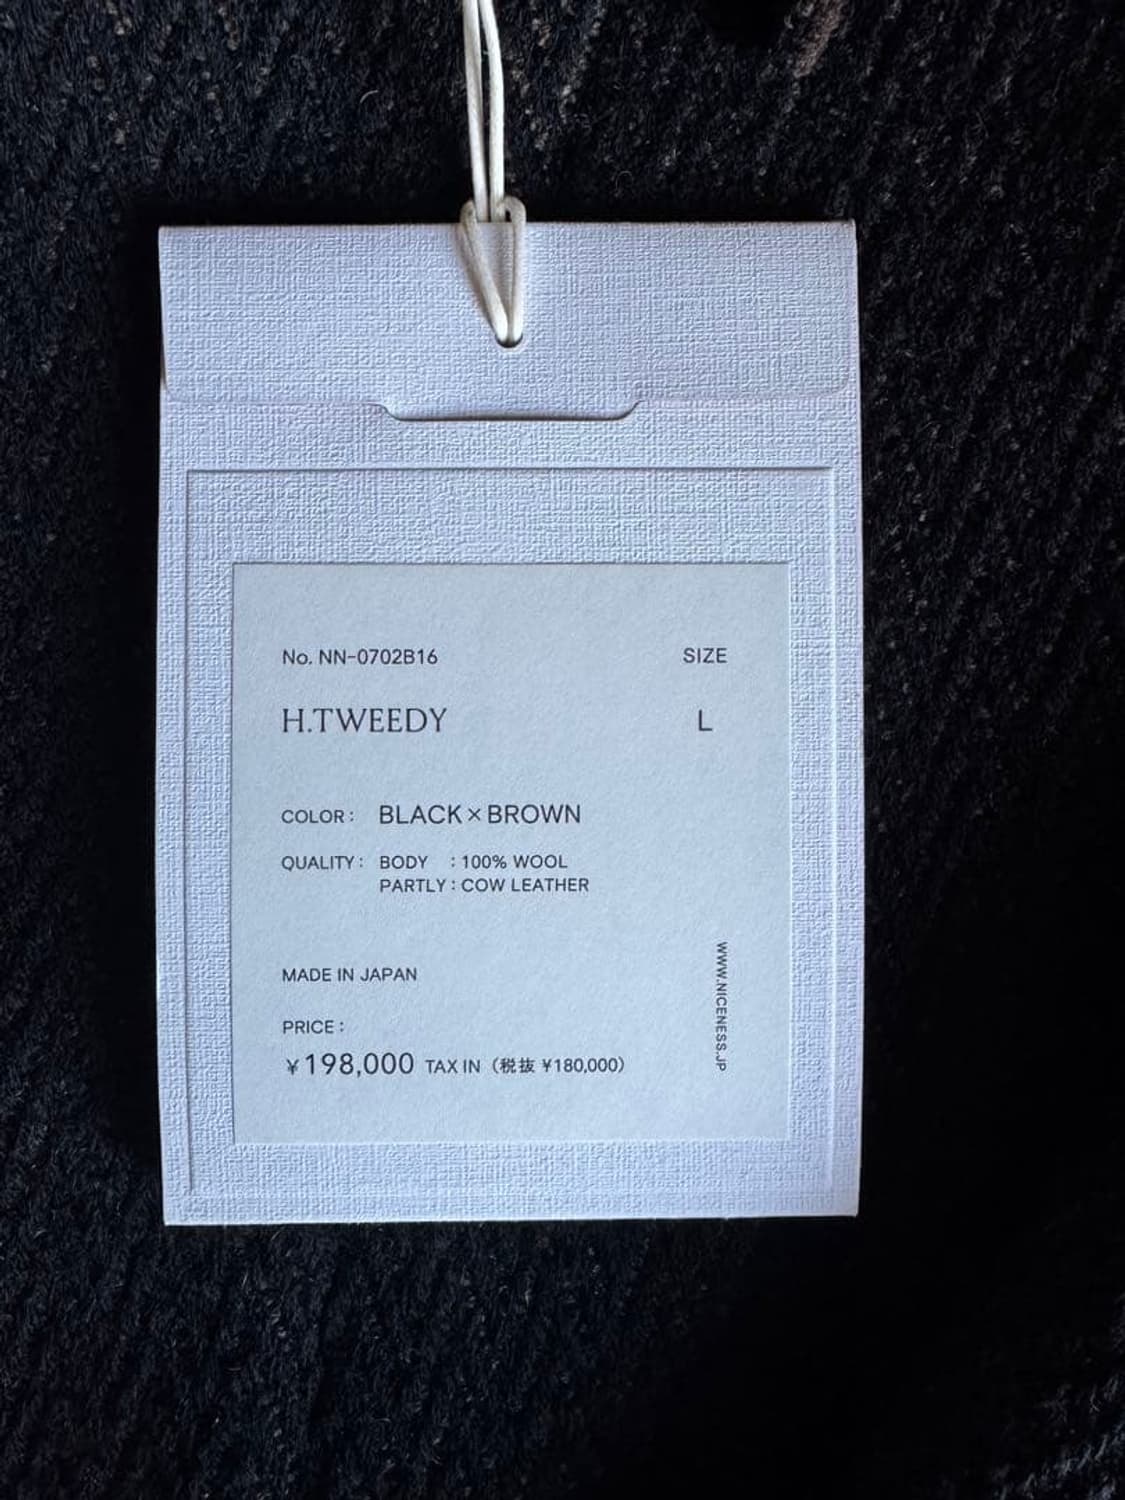 No. NN-0702B16 SIZE
H.TWEEDY L
COLOR: BLACK×BROWN
QUALITY: BODY : 100% WOOL
PARTLY : COW LEATHER
MADE IN JAPAN
PRICE:
¥198,000 TAX IN (税抜 ¥180,000)
WWW.NICENESS.JP